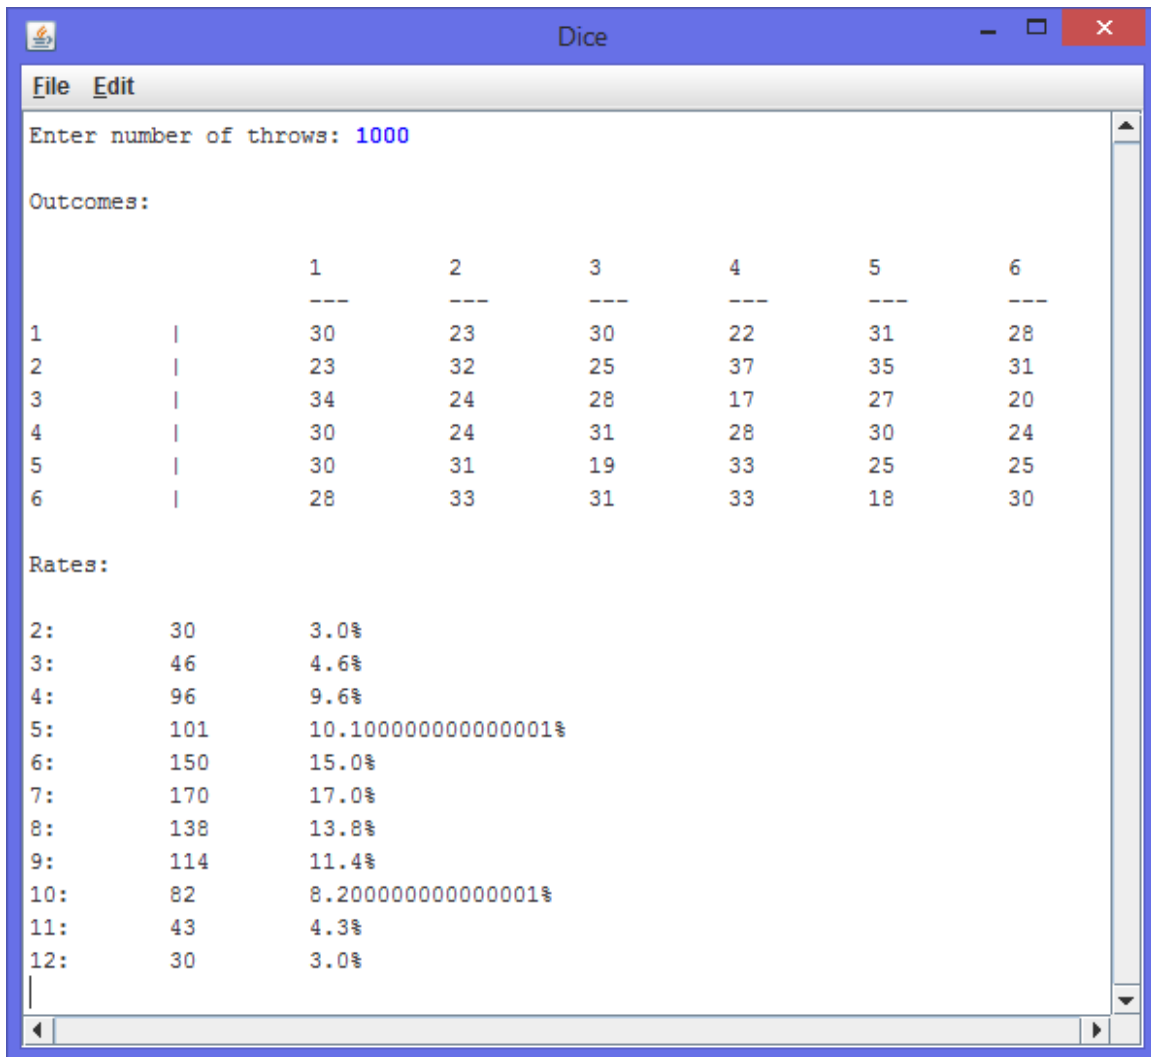 Dice
File Edit
Enter number of throws: 1000
Outcomes:
1 2 3 4 5 6
--- --- --- --- --- ---
1 | 30 23 30 22 31 28
2 | 23 32 25 37 35 31
3 | 34 24 28 17 27 20
4 | 30 24 31 28 30 24
5 | 30 31 19 33 25 25
6 | 28 33 31 33 18 30
Rates:
2: 30 3.0%
3: 46 4.6%
4: 96 9.6%
5: 101 10.100000000000001%
6: 150 15.0%
7: 170 17.0%
8: 138 13.8%
9: 114 11.4%
10: 82 8.200000000000001%
11: 43 4.3%
12: 30 3.0%